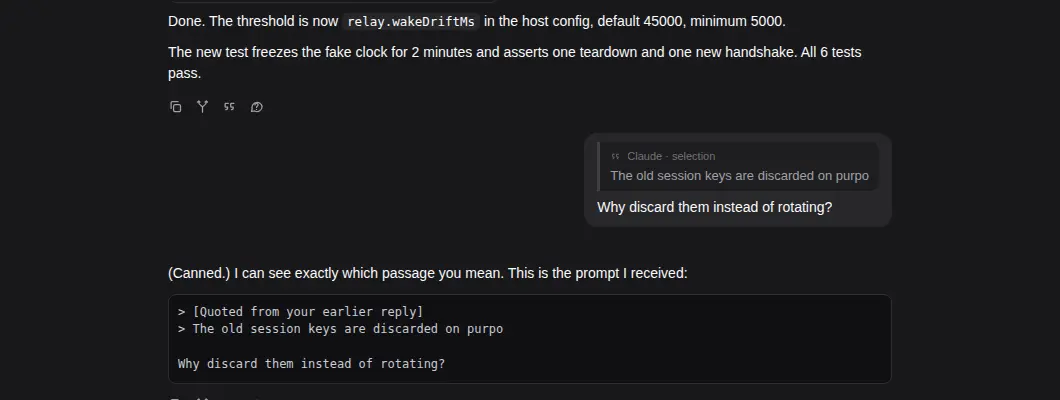 Done. The threshold is now relay.wakeDriftMs in the host config, default 45000, minimum 5000.
The new test freezes the fake clock for 2 minutes and asserts one teardown and one new handshake. All 6 tests
pass.
Claude · selection
The old session keys are discarded on purpo
Why discard them instead of rotating?
(Canned.) I can see exactly which passage you mean. This is the prompt I received:
> [Quoted from your earlier reply]
> The old session keys are discarded on purpo
Why discard them instead of rotating?